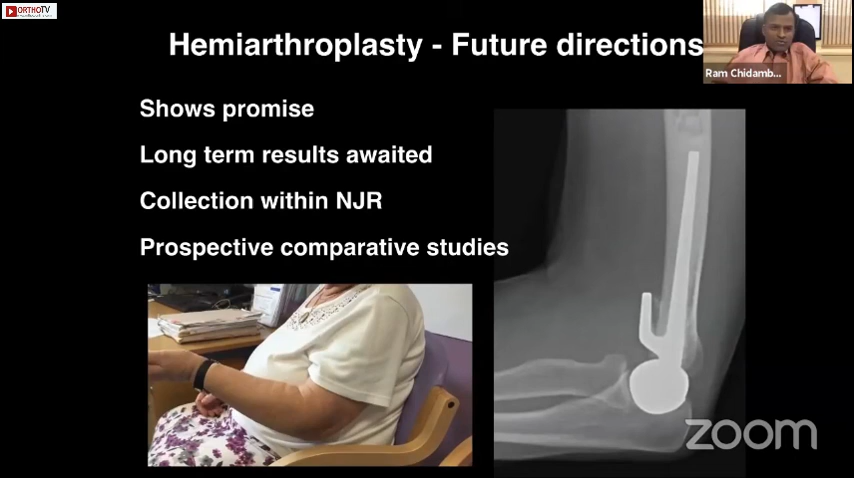 ORTHOTV
Hemiarthroplasty - Future directions
Ram Chidamb...
Shows promise
Long term results awaited
Collection within NJR
Prospective comparative studies
zoom